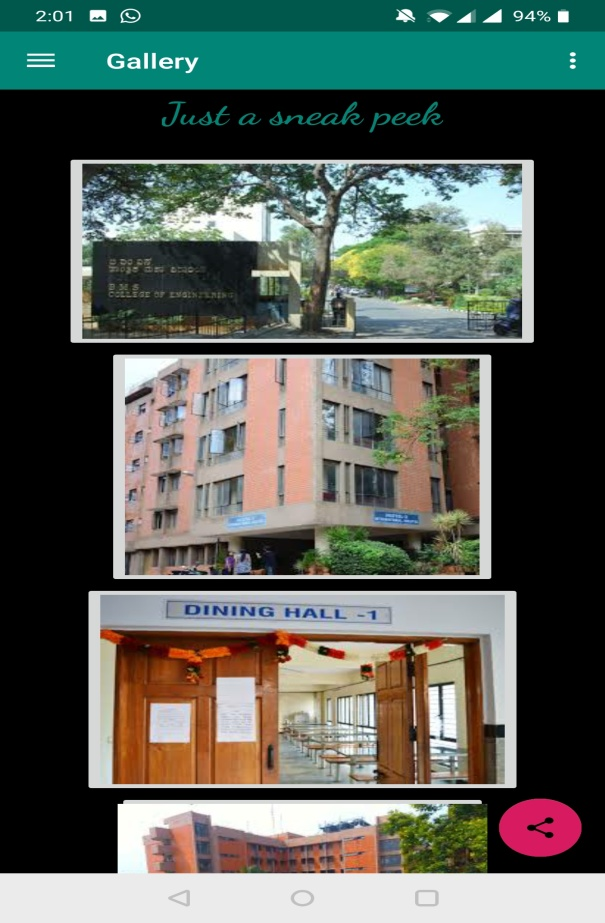 2:01
94%
Gallery
Just a sneak peek
B M S
COLLEGE OF ENGINEERING
DINING HALL -1